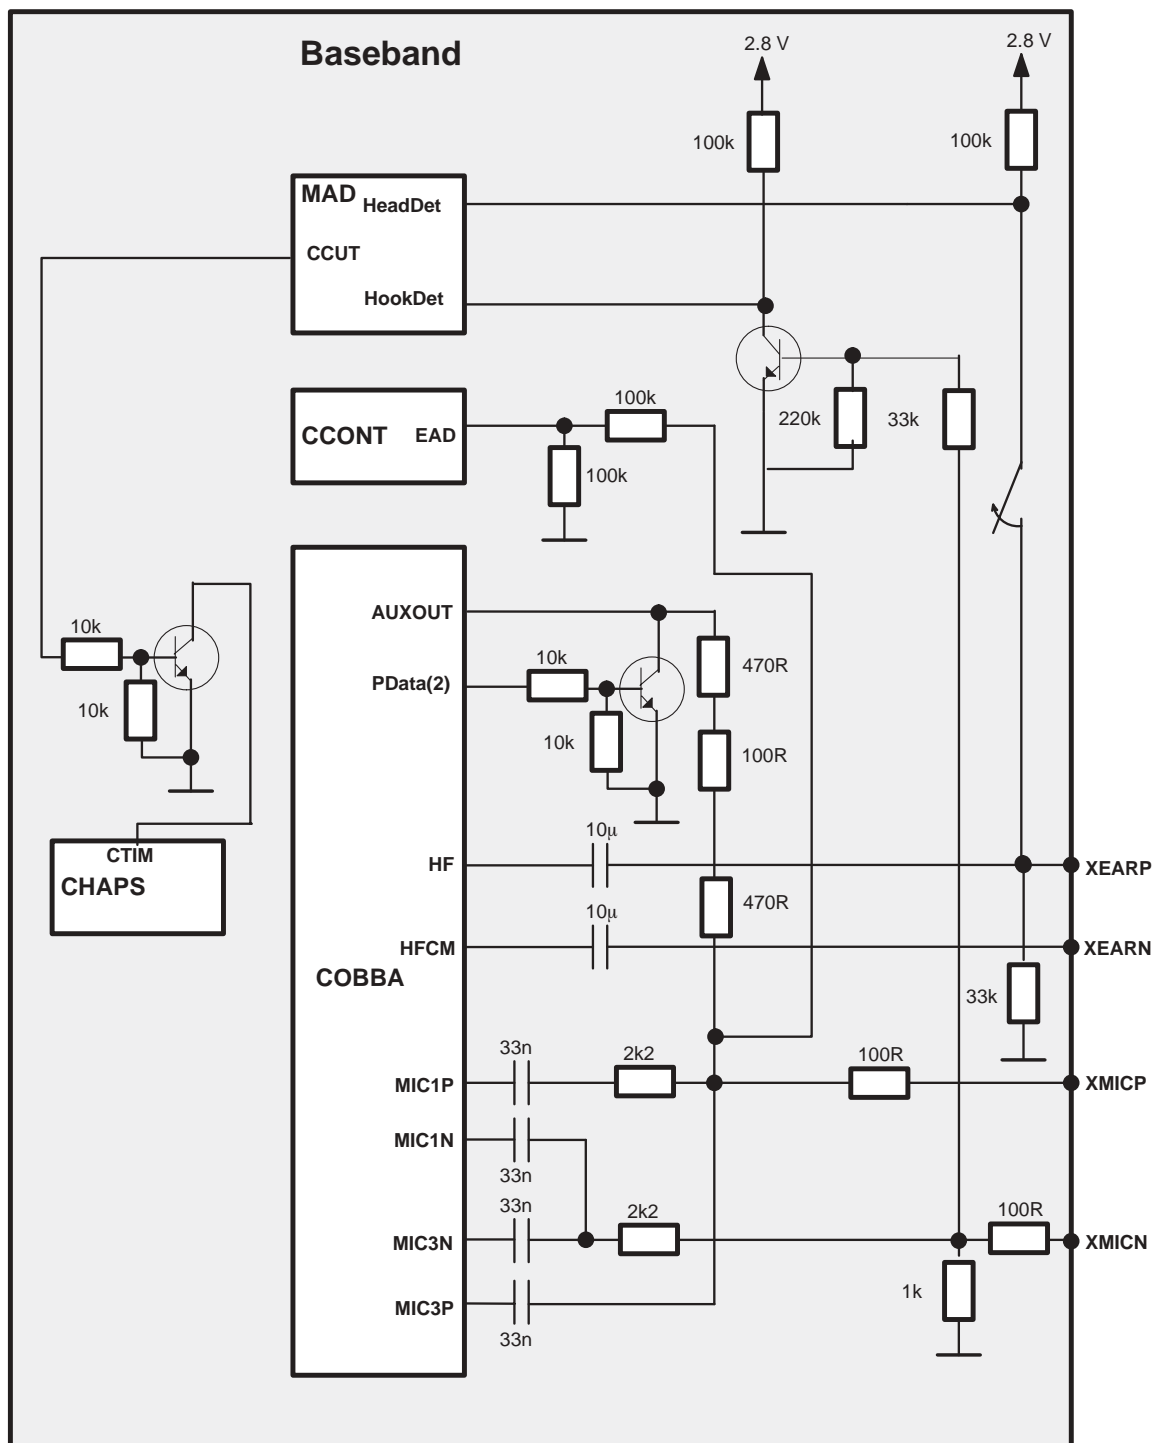 Baseband
2.8 V
2.8 V
100k
100k
MAD
HeadDet
CCUT
HookDet
100k
220k
33k
CCONT
EAD
100k
AUXOUT
10k
10k
470R
PData(2)
10k
10k
100R
10µ
CTIM
HF
XEARP
CHAPS
470R
10µ
HFCM
XEARN
COBBA
33k
33n
2k2
100R
MIC1P
XMICP
MIC1N
33n
33n
2k2
100R
MIC3N
XMICN
1k
MIC3P
33n